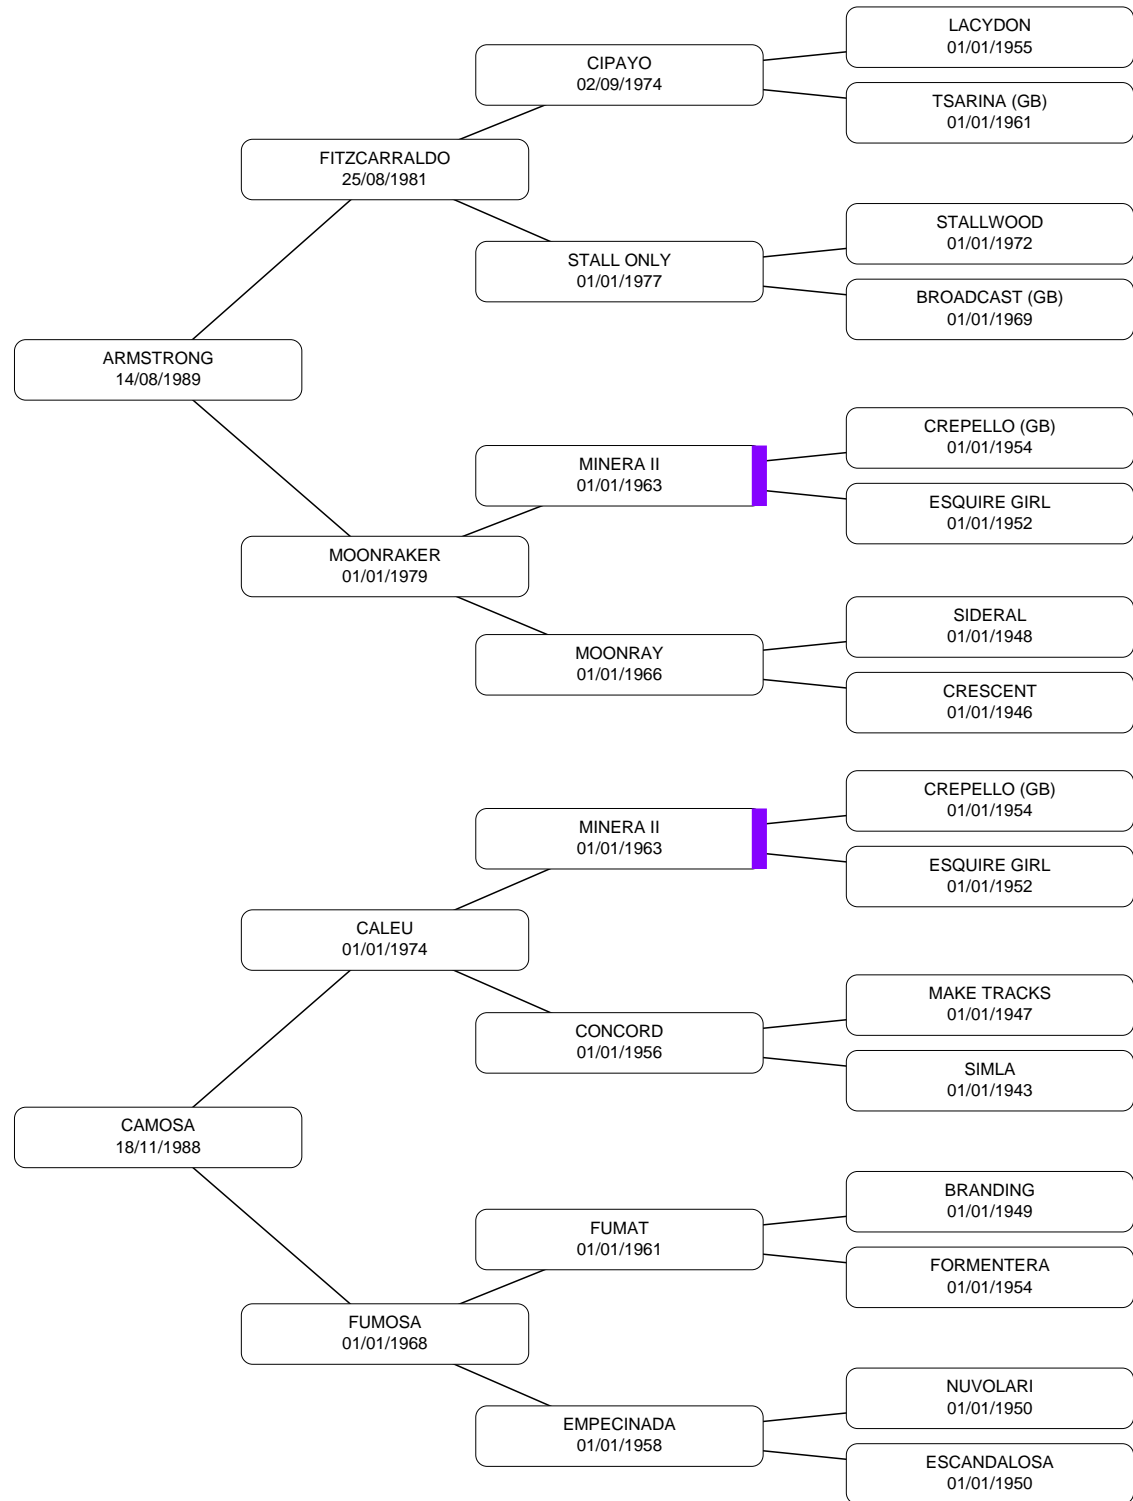 LACYDON
01/01/1955
CIPAYO
02/09/1974
TSARINA (GB)
01/01/1961
FITZCARRALDO
25/08/1981
STALLWOOD
01/01/1972
STALL ONLY
01/01/1977
BROADCAST (GB)
01/01/1969
ARMSTRONG
14/08/1989
CREPELLO (GB)
01/01/1954
MINERA II
01/01/1963
ESQUIRE GIRL
01/01/1952
MOONRAKER
01/01/1979
SIDERAL
01/01/1948
MOONRAY
01/01/1966
CRESCENT
01/01/1946
CREPELLO (GB)
01/01/1954
MINERA II
01/01/1963
ESQUIRE GIRL
01/01/1952
CALEU
01/01/1974
MAKE TRACKS
01/01/1947
CONCORD
01/01/1956
SIMLA
01/01/1943
CAMOSA
18/11/1988
BRANDING
01/01/1949
FUMAT
01/01/1961
FORMENTERA
01/01/1954
FUMOSA
01/01/1968
NUVOLARI
01/01/1950
EMPECINADA
01/01/1958
ESCANDALOSA
01/01/1950